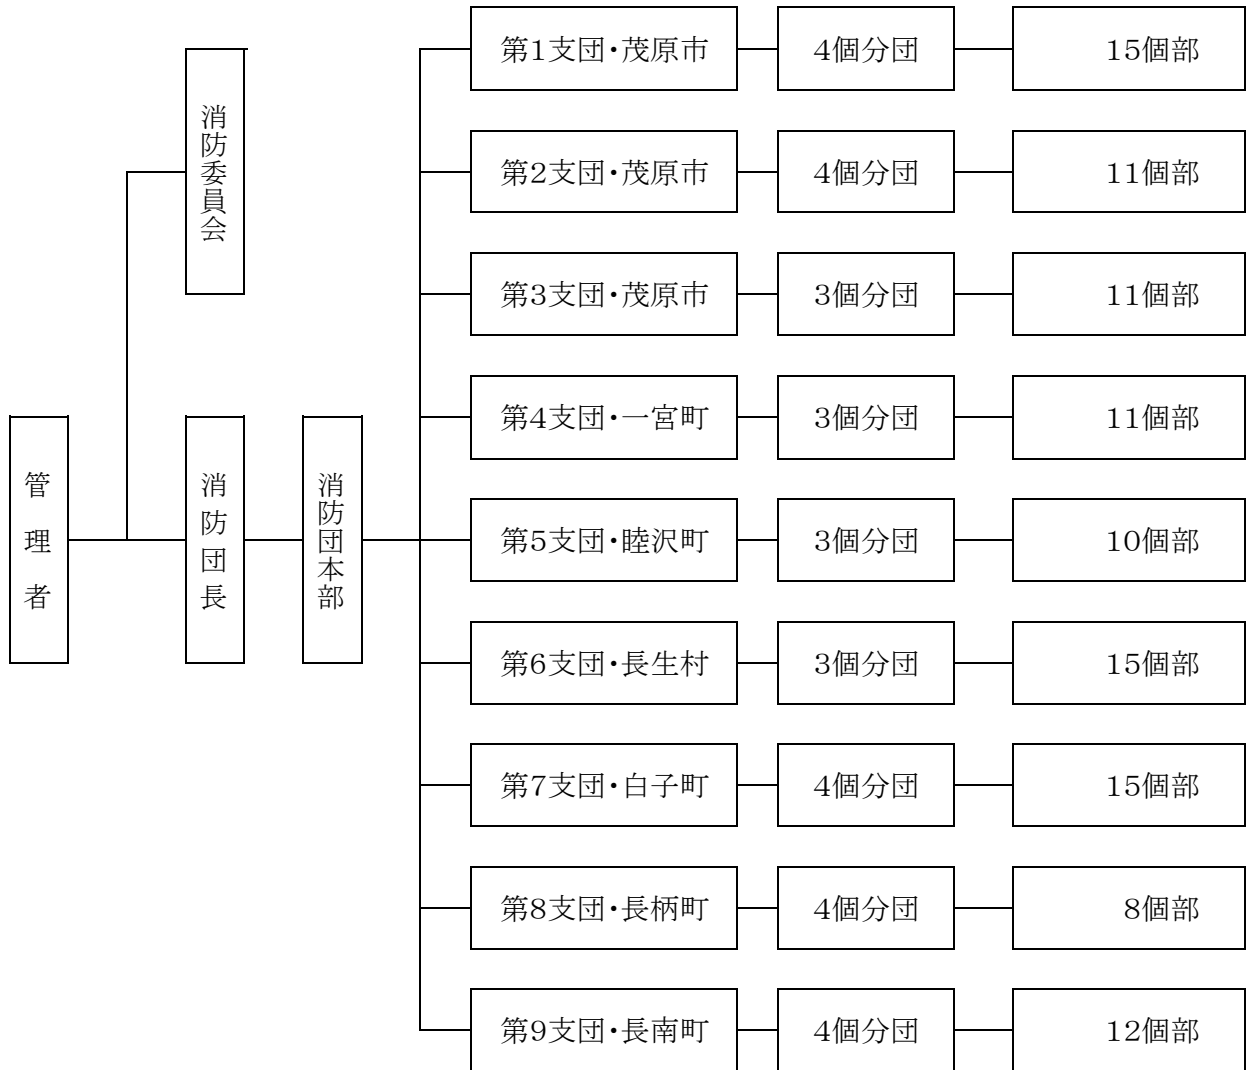 消防委員会
管理者
消防団長
消防団本部
第1支団・茂原市 4個分団 15個部
第2支団・茂原市 4個分団 11個部
第3支団・茂原市 3個分団 11個部
第4支団・一宮町 3個分団 11個部
第5支団・睦沢町 3個分団 10個部
第6支団・長生村 3個分団 15個部
第7支団・白子町 4個分団 15個部
第8支団・長柄町 4個分団 8個部
第9支団・長南町 4個分団 12個部